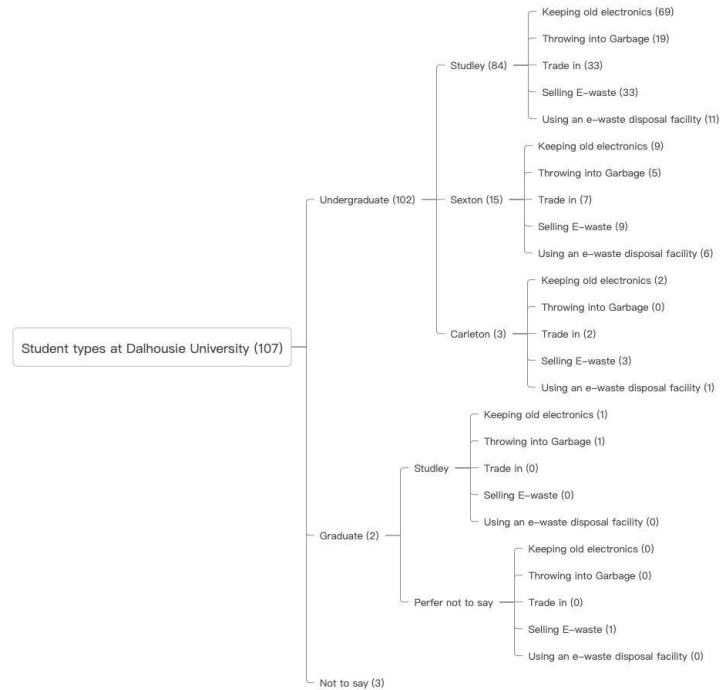 Student types at Dalhousie University (107)
Undergraduate (102)
Studley (84)
Keeping old electronics (69)
Throwing into Garbage (19)
Trade in (33)
Selling E-waste (33)
Using an e-waste disposal facility (11)
Sexton (15)
Keeping old electronics (9)
Throwing into Garbage (5)
Trade in (7)
Selling E-waste (9)
Using an e-waste disposal facility (6)
Carleton (3)
Keeping old electronics (2)
Throwing into Garbage (0)
Trade in (2)
Selling E-waste (3)
Using an e-waste disposal facility (1)
Graduate (2)
Studley
Keeping old electronics (1)
Throwing into Garbage (1)
Trade in (0)
Selling E-waste (0)
Using an e-waste disposal facility (0)
Perfer not to say
Keeping old electronics (0)
Throwing into Garbage (0)
Trade in (0)
Selling E-waste (1)
Using an e-waste disposal facility (0)
Not to say (3)